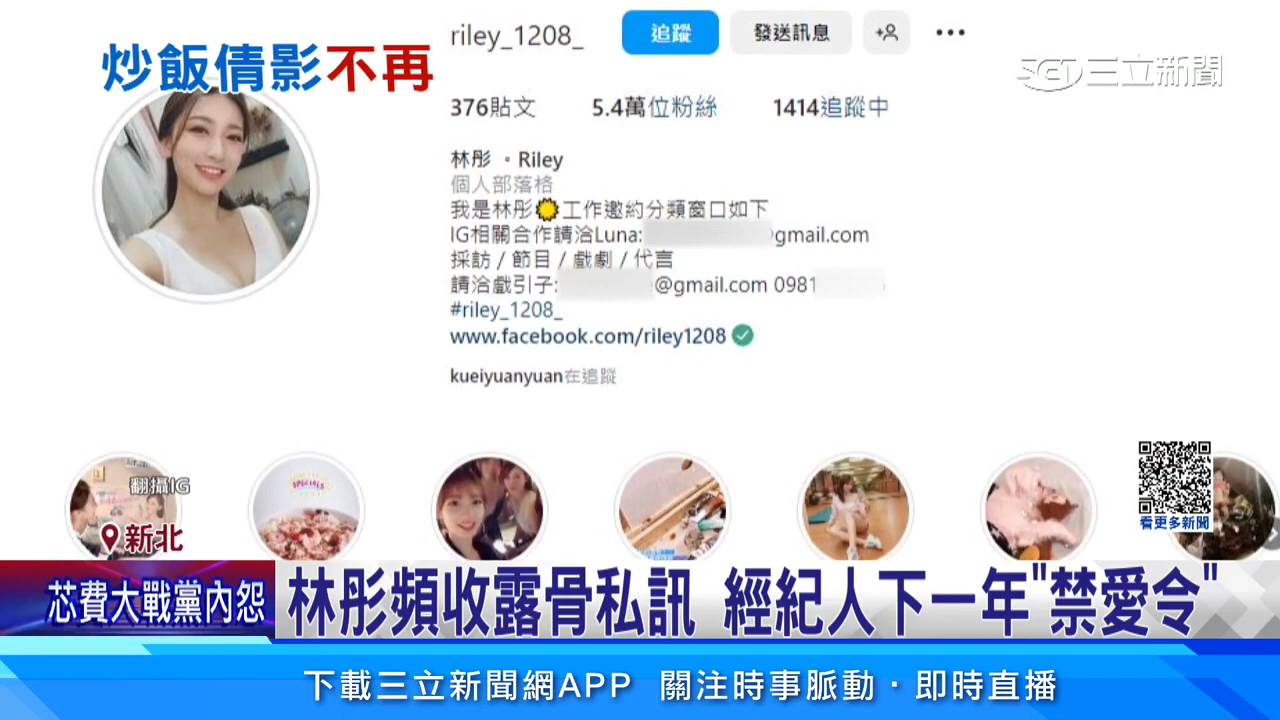 炒飯倩影不再
SET三立新聞
riley_1208_
追蹤
發送訊息
376貼文
5.4萬位粉絲
1414追蹤中
林彤 。Riley
個人部落格
我是林彤🌟工作邀約分類窗口如下
IG相關合作請洽Luna:
@gmail.com
採訪 / 節目 / 戲劇 / 代言
請洽戲引子:
@gmail.com 0981
#riley_1208_
www.facebook.com/riley1208
kueiyuanyuan在追蹤
SPECIALS
翻攝IG
新北
看更多新聞
芯費大戰黨內怨
林彤頻收露骨私訊 經紀人下一年"禁愛令"
下載三立新聞網APP 關注時事脈動・即時直播